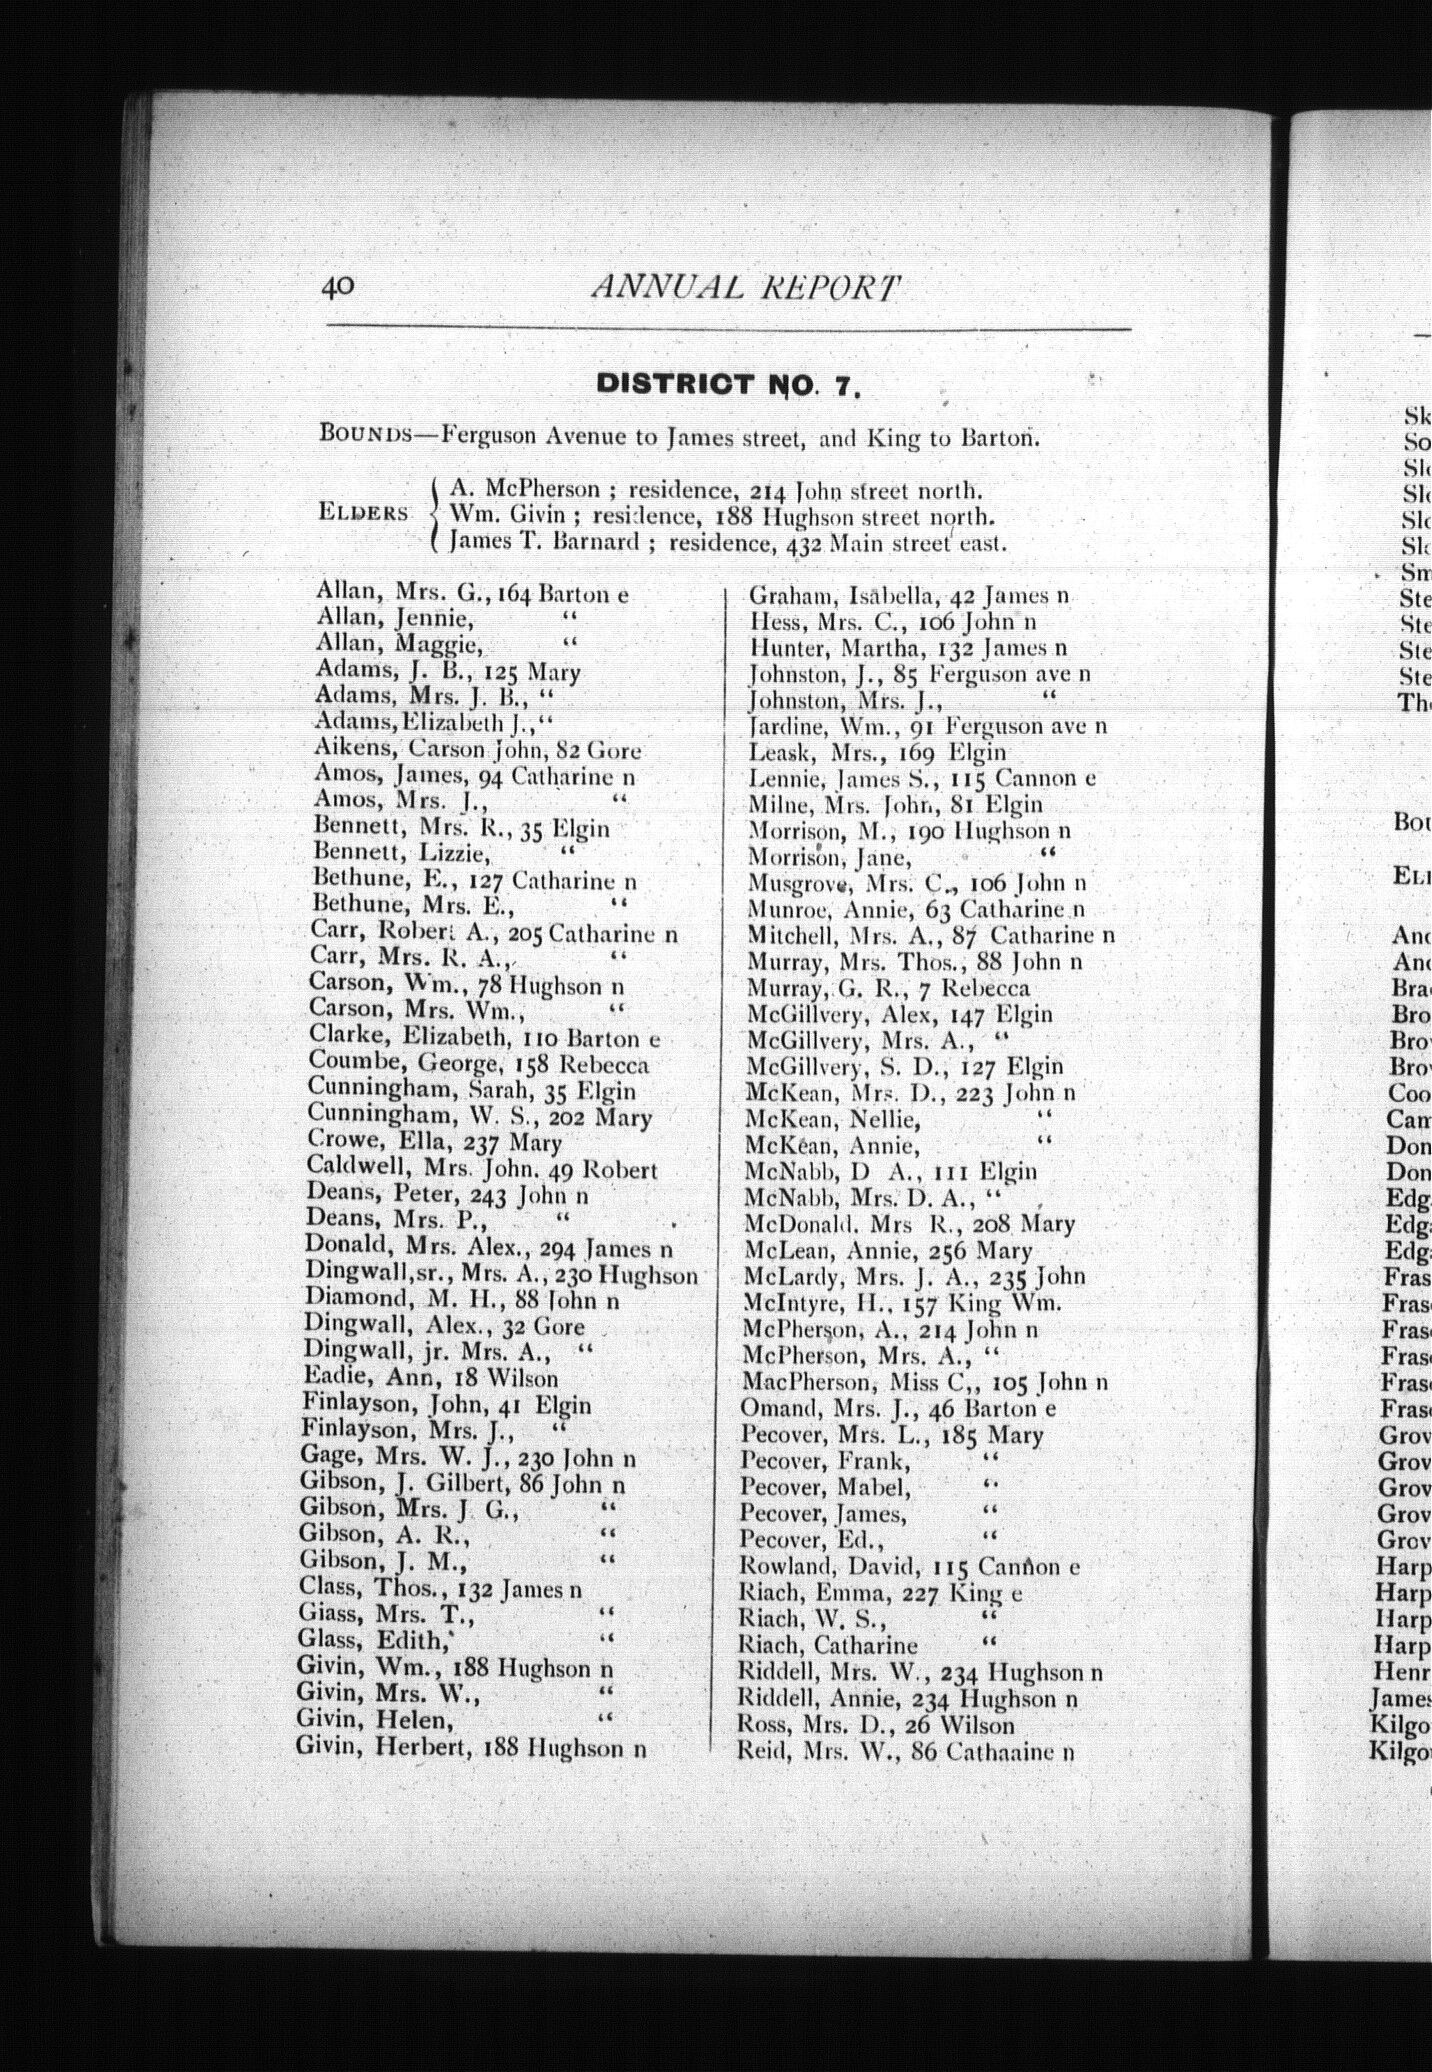 40
ANNUAL REPORT
DISTRICT NO. 7.
BOUNDS—Ferguson Avenue to James street, and King to Barton.
A. McPherson ; residence, 214 John street north.
ELDERS { Wm. Givin ; residence, 188 Hughson street north.
James T. Barnard ; residence, 432 Main street east.
Allan, Mrs. G., 164 Barton e
Allan, Jennie, "
Allan, Maggie, "
Adams, J. B., 125 Mary
Adams, Mrs. J. B., "
Adams, Elizabeth J., "
Aikens, Carson John, 82 Gore
Amos, James, 94 Catharine n
Amos, Mrs. J., "
Bennett, Mrs. R., 35 Elgin
Bennett, Lizzie, "
Bethune, E., 127 Catharine n
Bethune, Mrs. E., "
Carr, Robert A., 205 Catharine n
Carr, Mrs. R. A., "
Carson, Wm., 78 Hughson n
Carson, Mrs. Wm., "
Clarke, Elizabeth, 110 Barton e
Coumbe, George, 158 Rebecca
Cunningham, Sarah, 35 Elgin
Cunningham, W. S., 202 Mary
Crowe, Ella, 237 Mary
Caldwell, Mrs. John. 49 Robert
Deans, Peter, 243 John n
Deans, Mrs. P., "
Donald, Mrs. Alex., 294 James n
Dingwall,sr., Mrs. A., 230 Hughson
Diamond, M. H., 88 John n
Dingwall, Alex., 32 Gore
Dingwall, jr. Mrs. A., "
Eadie, Ann, 18 Wilson
Finlayson, John, 41 Elgin
Finlayson, Mrs. J., "
Gage, Mrs. W. J., 230 John n
Gibson, J. Gilbert, 86 John n
Gibson, Mrs. J G., "
Gibson, A. R., "
Gibson, J. M., "
Class, Thos., 132 James n
Giass, Mrs. T., "
Glass, Edith, "
Givin, Wm., 188 Hughson n
Givin, Mrs. W., "
Givin, Helen, "
Givin, Herbert, 188 Hughson n
Graham, Isabella, 42 James n
Hess, Mrs. C., 106 John n
Hunter, Martha, 132 James n
Johnston, J., 85 Ferguson ave n
Johnston, Mrs. J., "
Jardine, Wm., 91 Ferguson ave n
Leask, Mrs., 169 Elgin
Lennie, James S., 115 Cannon e
Milne, Mrs. John, 81 Elgin
Morrison, M., 190 Hughson n
Morrison, Jane, "
Musgrove, Mrs. C., 106 John n
Munroe, Annie, 63 Catharine n
Mitchell, Mrs. A., 87 Catharine n
Murray, Mrs. Thos., 88 John n
Murray, G. R., 7 Rebecca
McGillvery, Alex, 147 Elgin
McGillvery, Mrs. A., "
McGillvery, S. D., 127 Elgin
McKean, Mrs. D., 223 John n
McKean, Nellie, "
McKean, Annie, "
McNabb, D A., 111 Elgin
McNabb, Mrs. D. A., "
McDonald. Mrs R., 208 Mary
McLean, Annie, 256 Mary
McLardy, Mrs. J. A., 235 John
McIntyre, H., 157 King Wm.
McPherson, A., 214 John n
McPherson, Mrs. A., "
MacPherson, Miss C,, 105 John n
Omand, Mrs. J., 46 Barton e
Pecover, Mrs. L., 185 Mary
Pecover, Frank, "
Pecover, Mabel, "
Pecover, James, "
Pecover, Ed., "
Rowland, David, 115 Cannon e
Riach, Emma, 227 King e
Riach, W. S., "
Riach, Catharine "
Riddell, Mrs. W., 234 Hughson n
Riddell, Annie, 234 Hughson n
Ross, Mrs. D., 26 Wilson
Reid, Mrs. W., 86 Cathaaine n